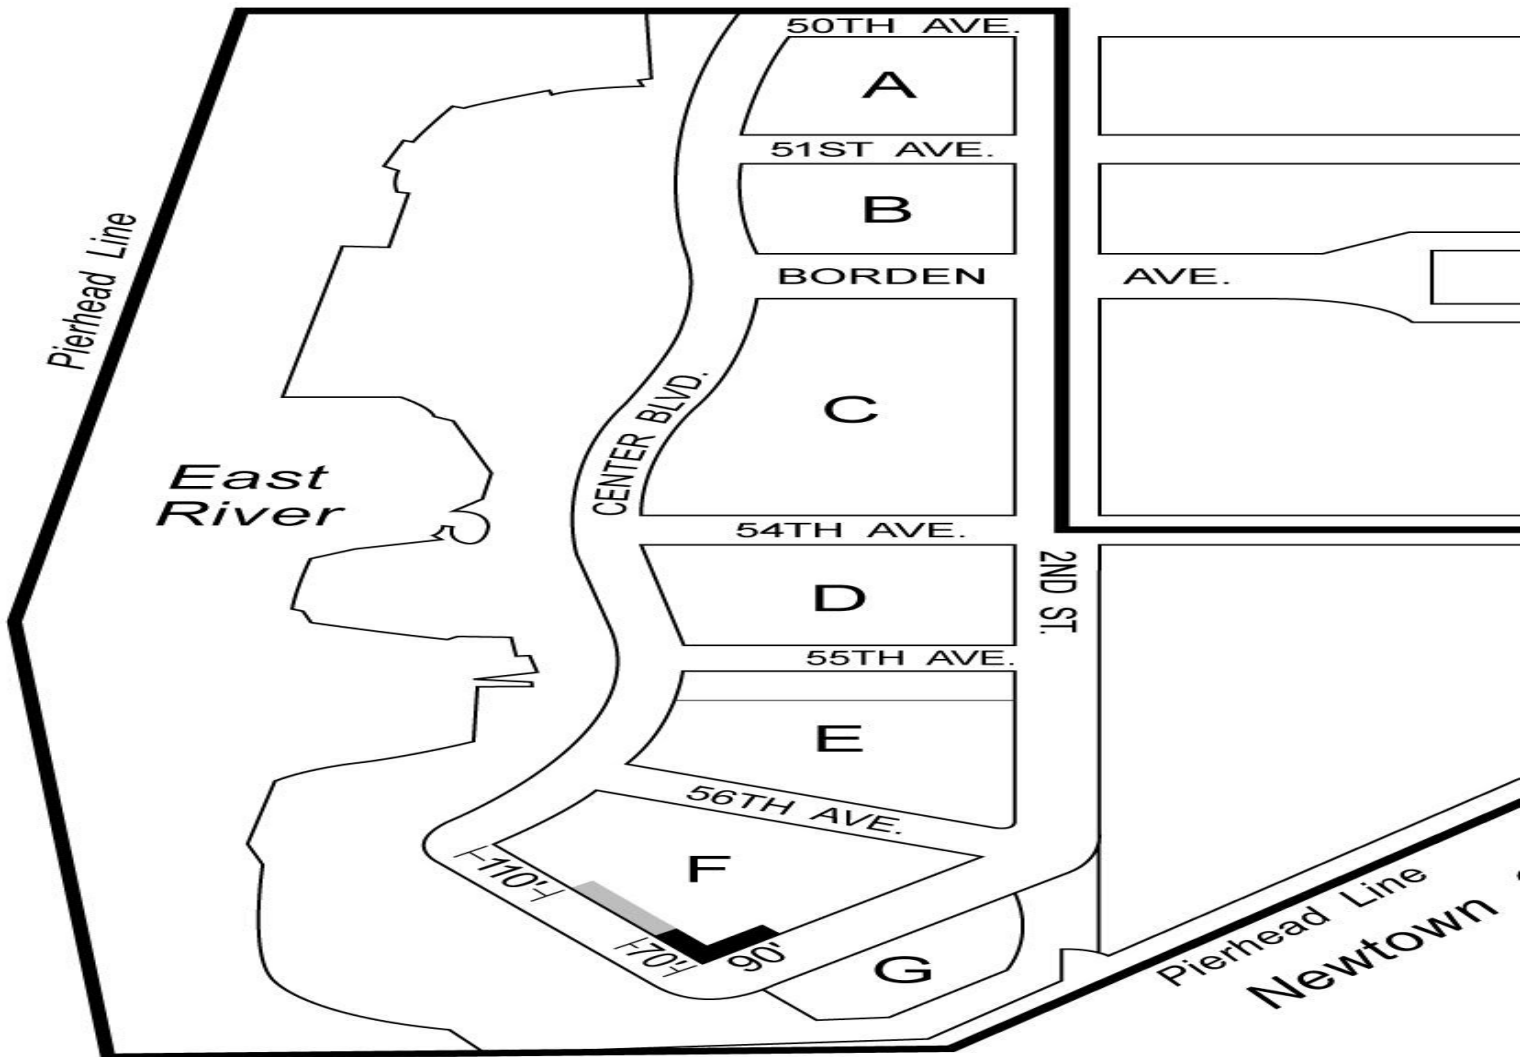 50TH AVE.
A
51ST AVE.
B
BORDEN AVE.
Pierhead Line
CENTER BLVD.
C
East
River
54TH AVE.
2ND ST.
D
55TH AVE.
E
56TH AVE.
F
110'
70'
90'
G
Pierhead Line
Newtown